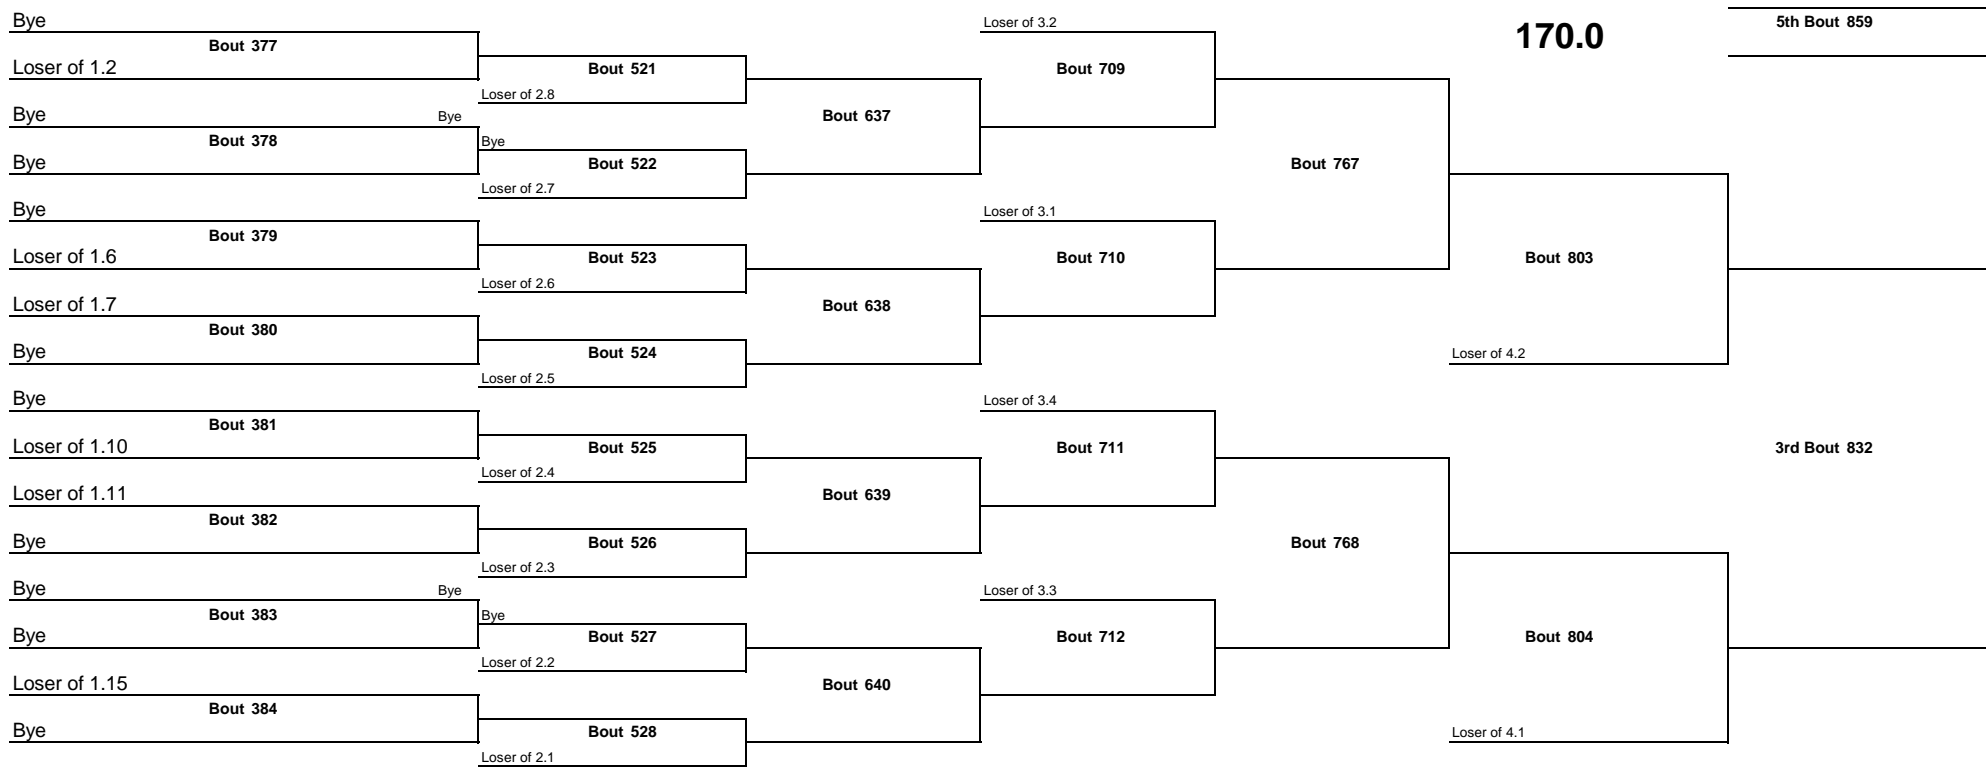 Bye
Bout 377
Loser of 1.2
Bye
Bye
Bout 378
Bye
Bye
Bout 379
Loser of 1.6
Loser of 1.7
Bout 380
Bye
Bye
Bout 381
Loser of 1.10
Loser of 1.11
Bout 382
Bye
Bye
Bye
Bout 383
Bye
Loser of 1.15
Bout 384
Bye
Bout 521
Loser of 2.8
Bye
Bout 522
Loser of 2.7
Bout 523
Loser of 2.6
Bout 524
Loser of 2.5
Bout 525
Loser of 2.4
Bout 526
Loser of 2.3
Bye
Bout 527
Loser of 2.2
Bout 528
Loser of 2.1
Bout 637
Bout 638
Bout 639
Bout 640
Loser of 3.2
Bout 709
Loser of 3.1
Bout 710
Loser of 3.4
Bout 711
Loser of 3.3
Bout 712
Bout 767
Bout 768
170.0
Bout 803
Loser of 4.2
Bout 804
Loser of 4.1
5th Bout 859
3rd Bout 832